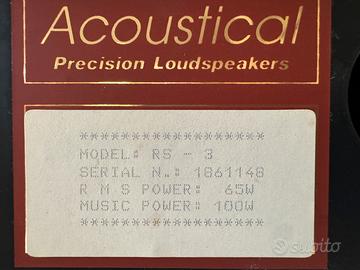 Acoustical
Precision Loudspeakers
******************
MODEL: RS - 3
SERIAL N.: 1861148
R M S POWER: 65W
MUSIC POWER: 100W
******************
subito